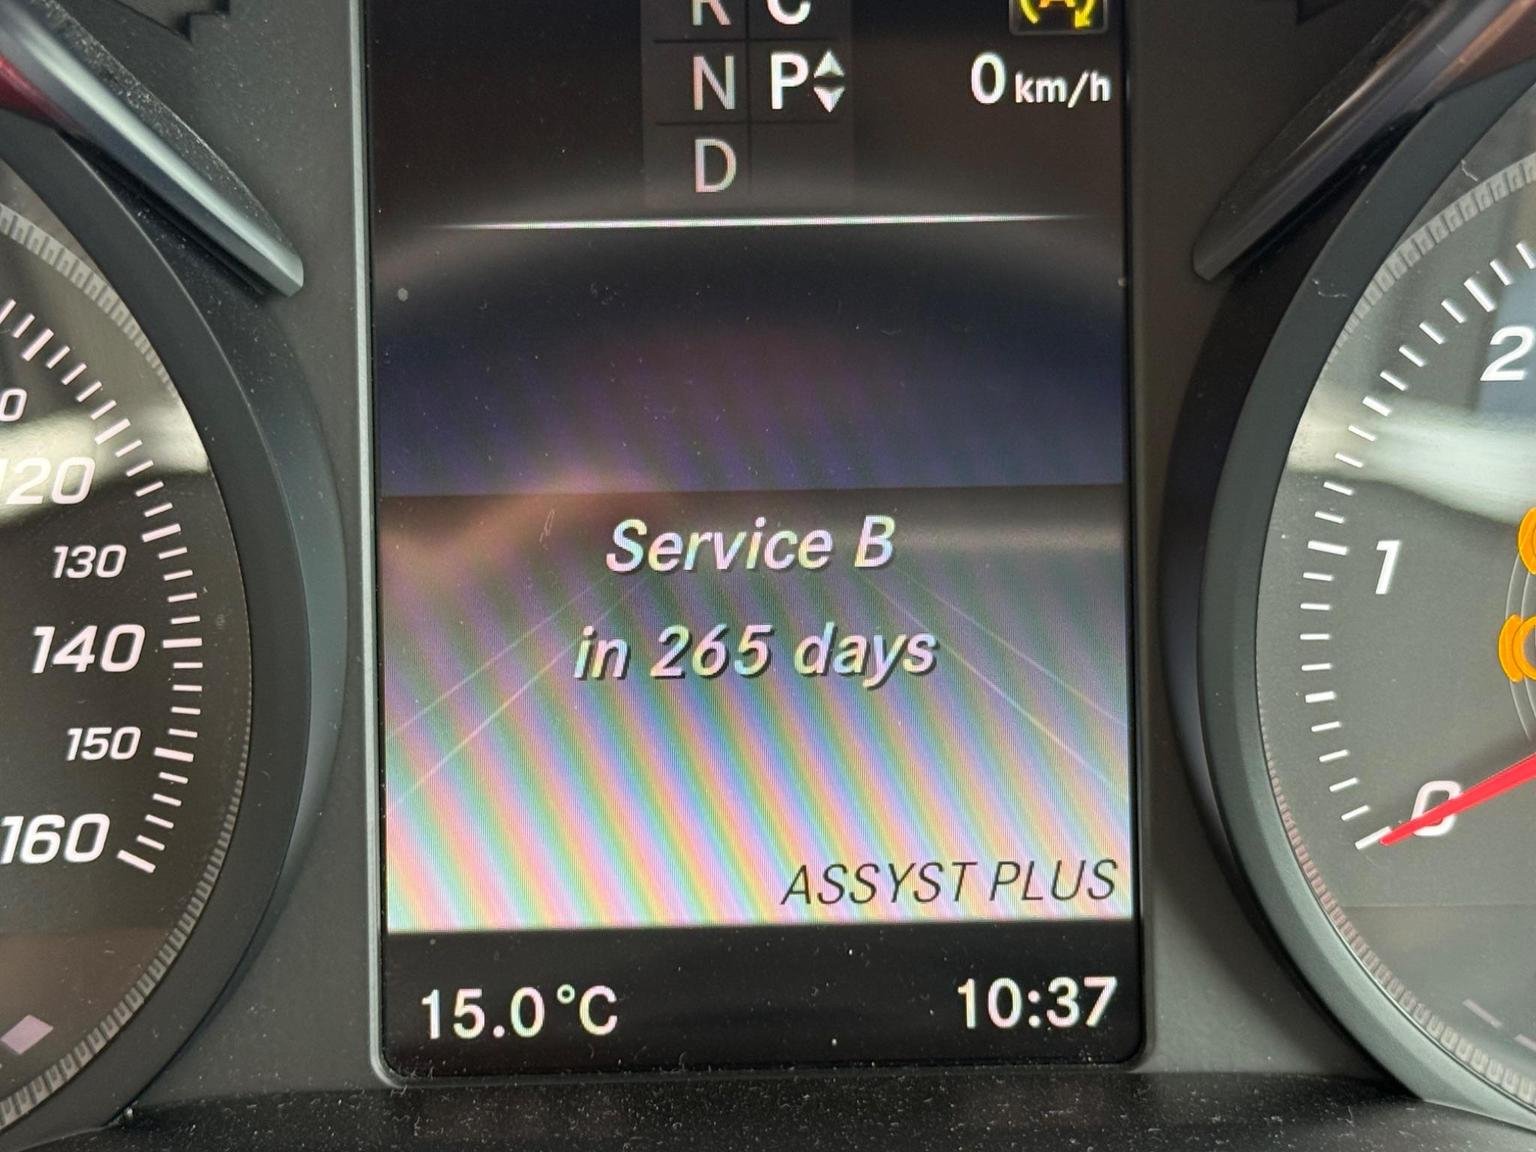 R C
A
N P 0 km/h
D
Service B
in 265 days
ASSYST PLUS
15.0°C 10:37
120
130
140
150
160
2
1
0